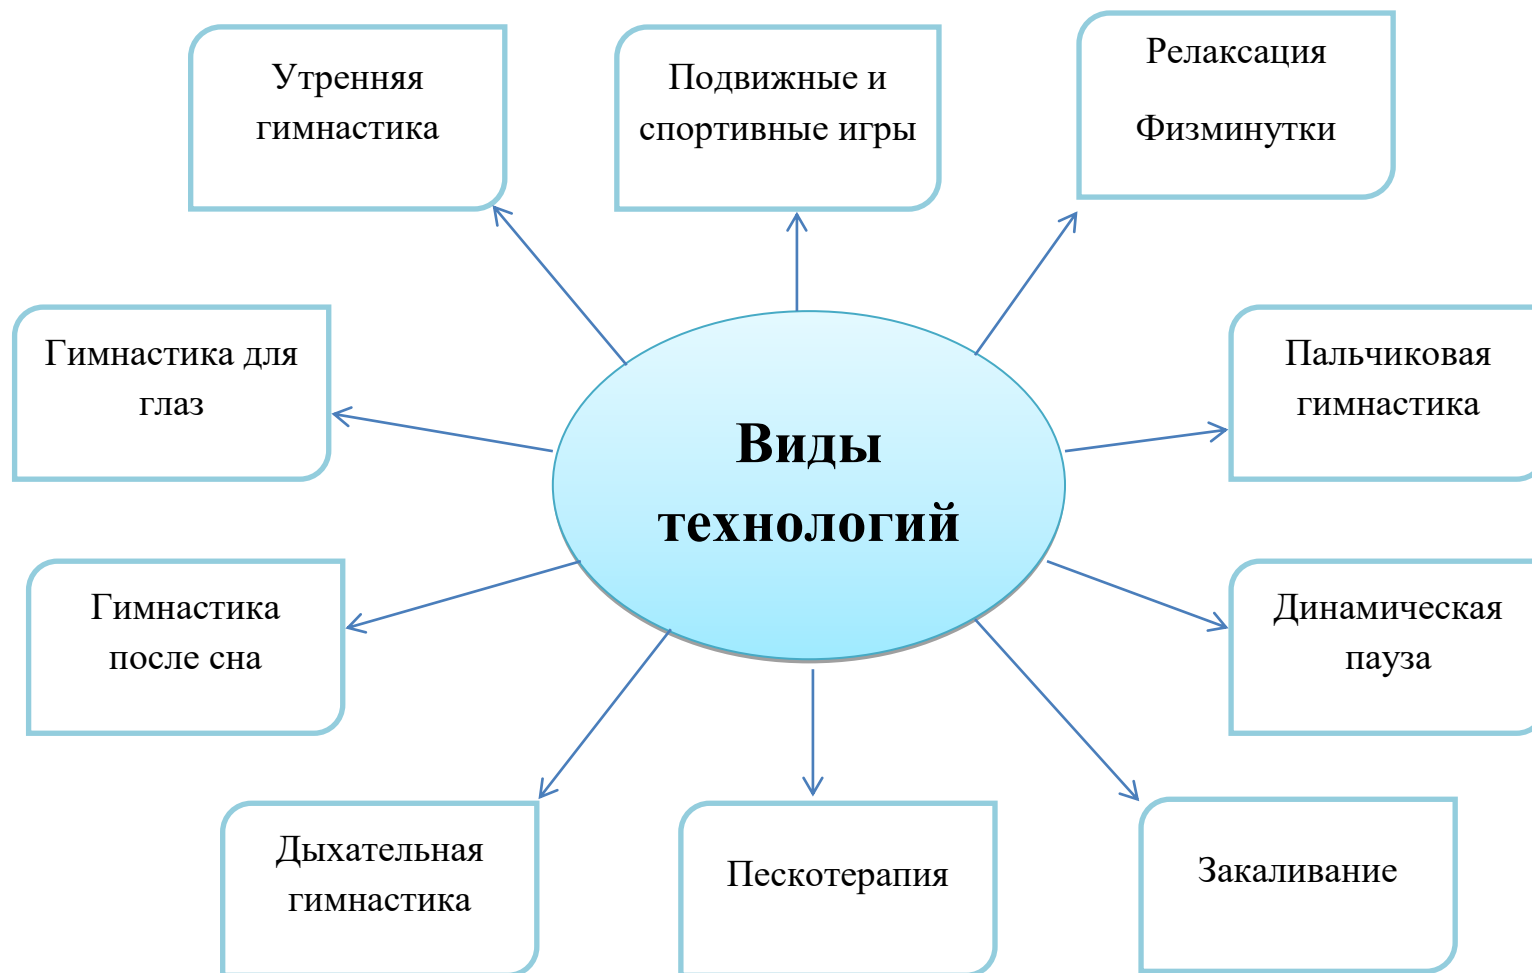 Утренняя
гимнастика
Подвижные и
спортивные игры
Релаксация
Физминутки
Гимнастика для
глаз
Виды
технологий
Пальчиковая
гимнастика
Гимнастика
после сна
Динамическая
пауза
Дыхательная
гимнастика
Пескотерапия
Закаливание